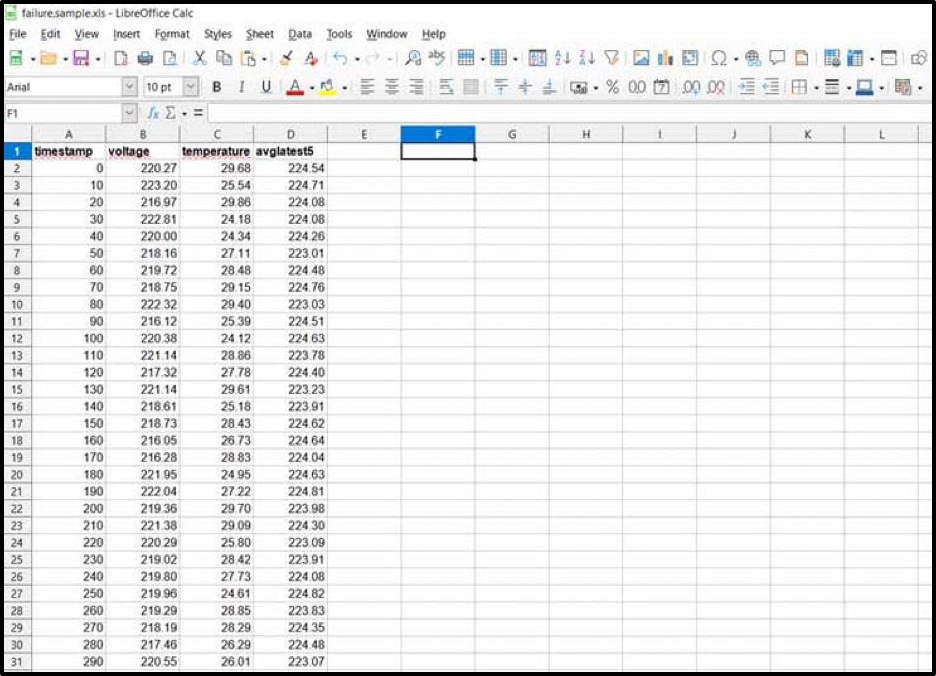 failure.sample.xls - LibreOffice Calc
File Edit View Insert Format Styles Sheet Data Tools Window Help
Arial 10 pt B I U A % 0.0 .00 .00
F1 fx Σ =
A B C D E F G H I J K L
1 timestamp voltage temperature avglatest5
2 0 220.27 29.68 224.54
3 10 223.20 25.54 224.71
4 20 216.97 29.86 224.08
5 30 222.81 24.18 224.08
6 40 220.00 24.34 224.26
7 50 218.16 27.11 223.01
8 60 219.72 28.48 224.48
9 70 218.75 29.15 224.76
10 80 222.32 29.40 223.03
11 90 216.12 25.39 224.51
12 100 220.38 24.12 224.63
13 110 221.14 28.86 223.78
14 120 217.32 27.78 224.40
15 130 221.14 29.61 223.23
16 140 218.61 25.18 223.91
17 150 218.73 28.43 224.62
18 160 216.05 26.73 224.64
19 170 216.28 28.83 224.04
20 180 221.95 24.95 224.63
21 190 222.04 27.22 224.81
22 200 219.36 29.70 223.98
23 210 221.38 29.09 224.30
24 220 220.29 25.80 223.09
25 230 219.02 28.42 223.91
26 240 219.80 27.73 224.08
27 250 219.96 24.61 224.82
28 260 219.29 28.85 223.83
29 270 218.19 28.29 224.35
30 280 217.46 26.29 224.48
31 290 220.55 26.01 223.07